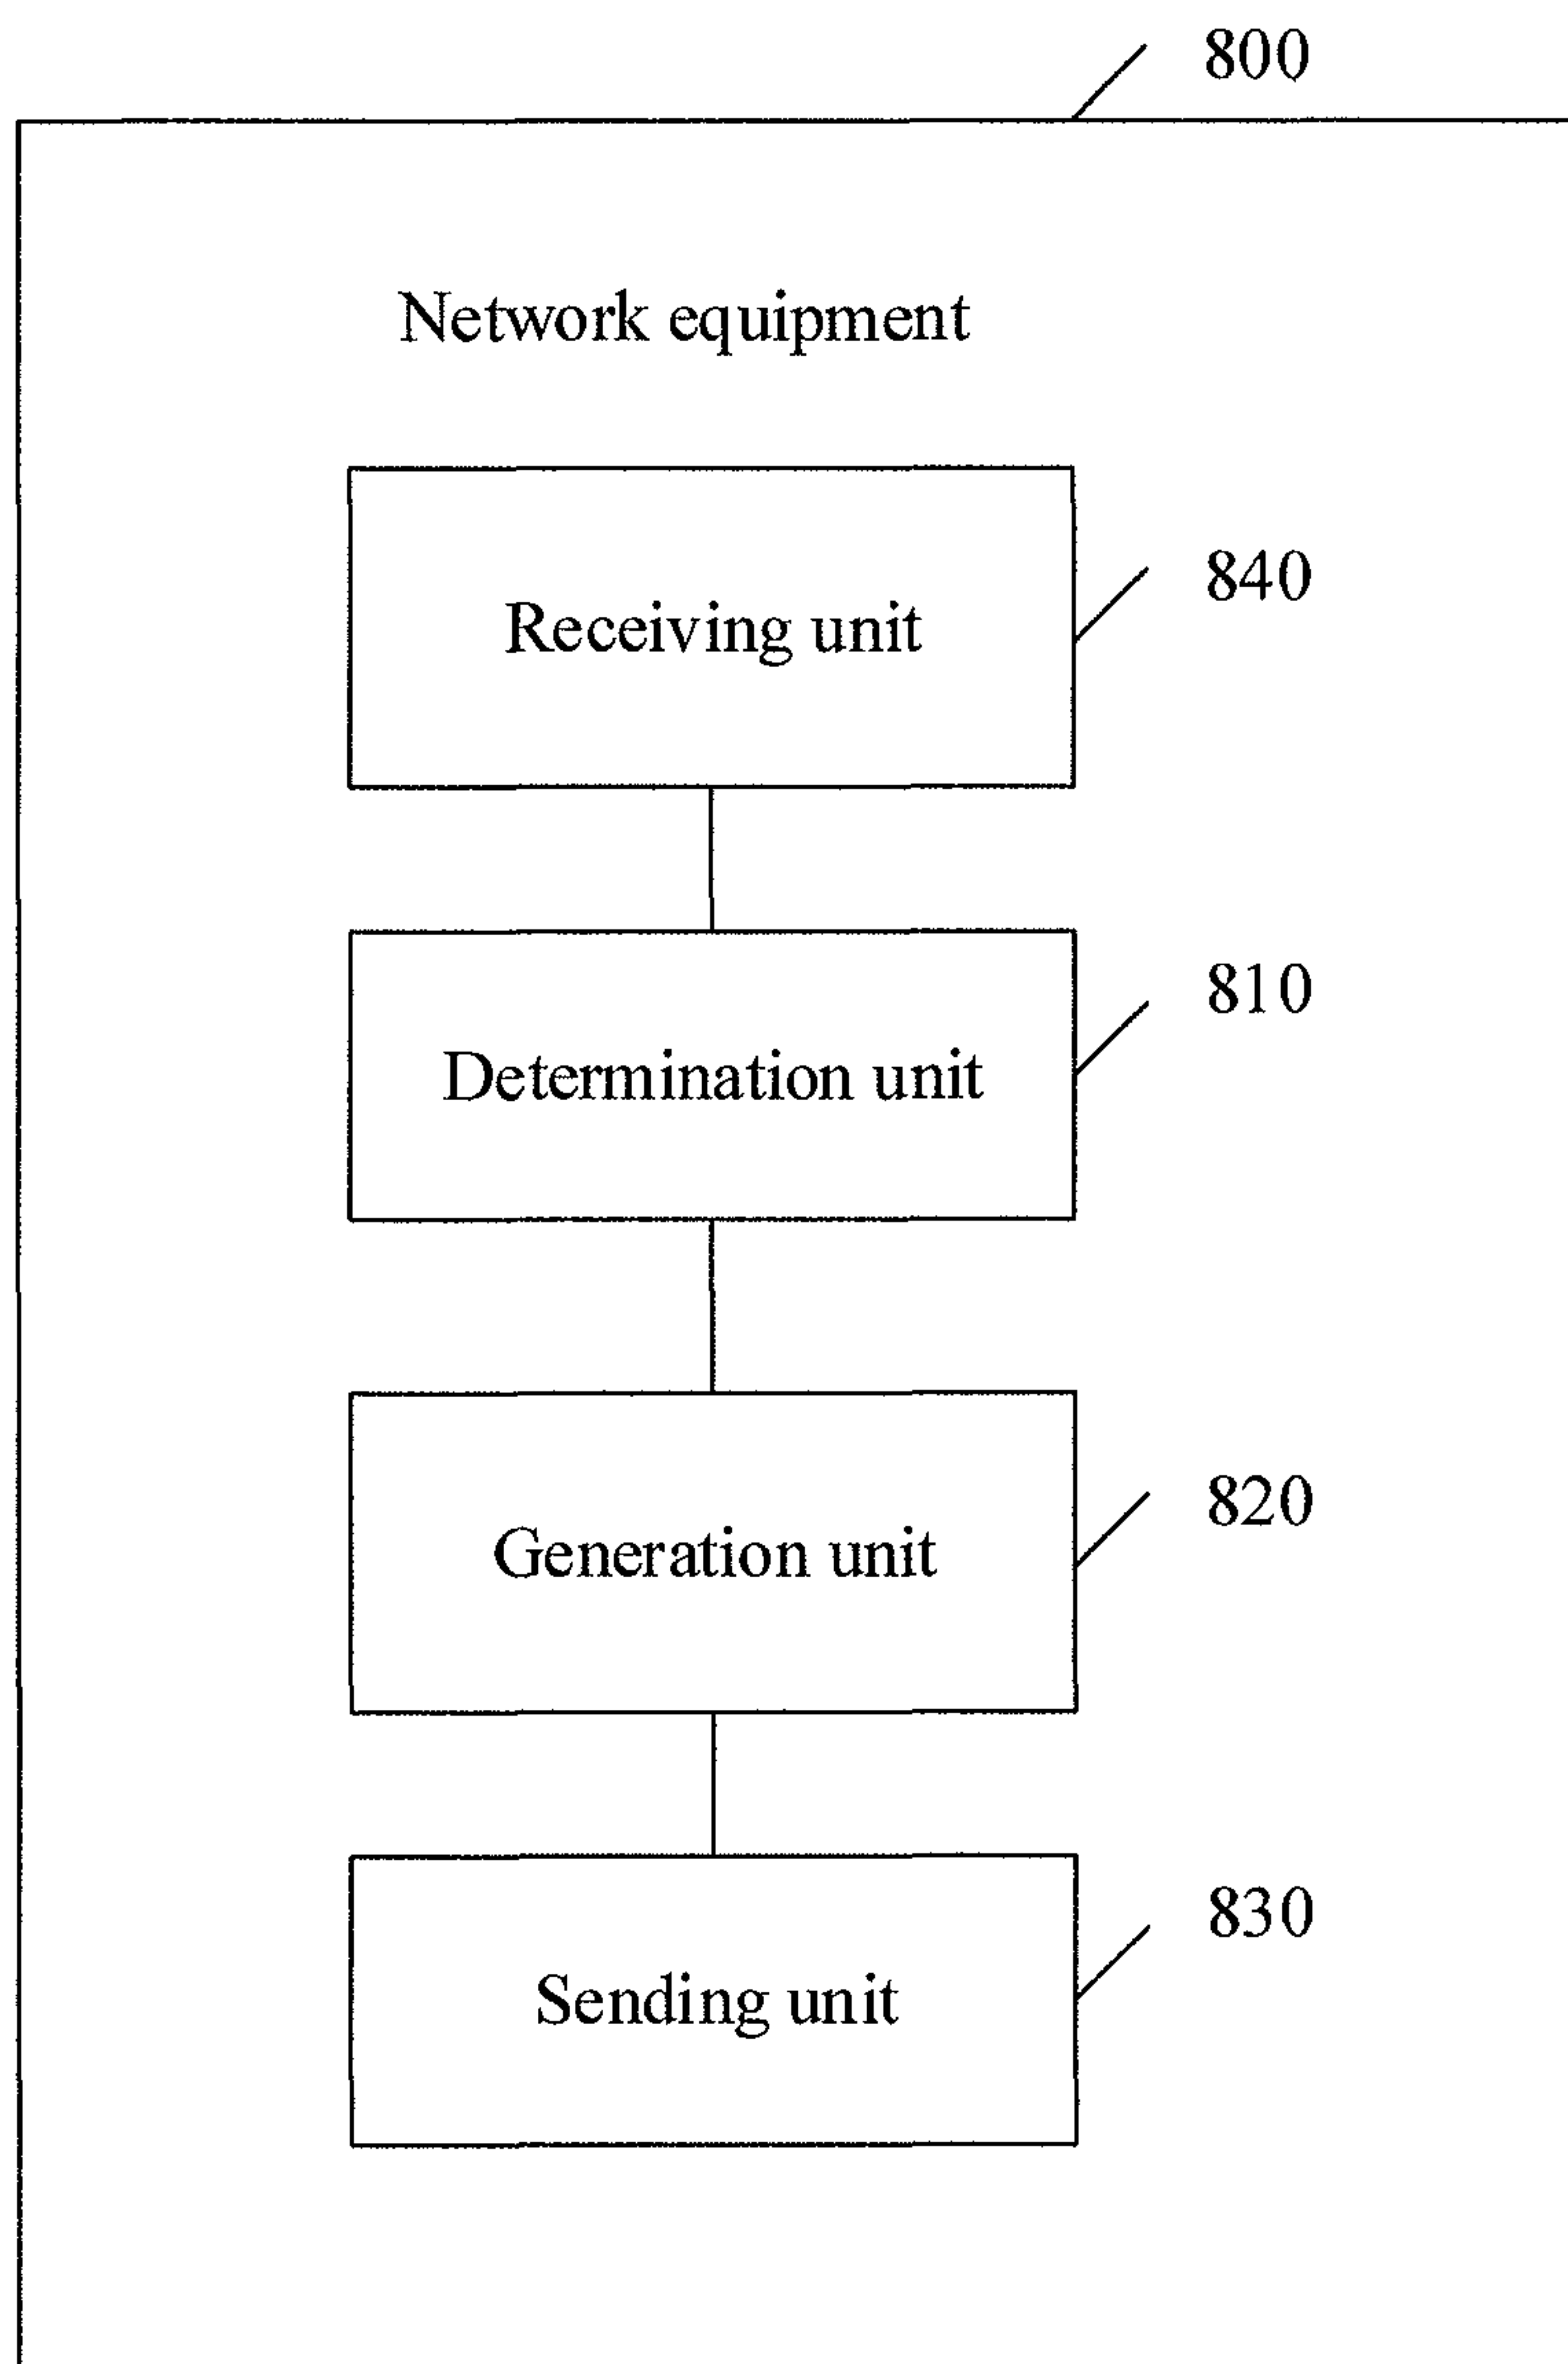 800
Network equipment
840
Receiving unit
810
Determination unit
820
Generation unit
830
Sending unit